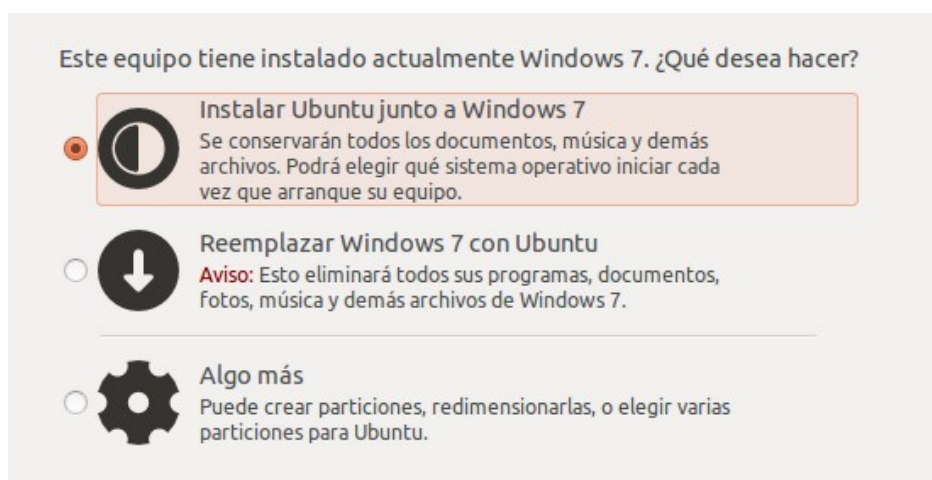 Este equipo tiene instalado actualmente Windows 7. ¿Qué desea hacer?
Instalar Ubuntu junto a Windows 7
Se conservarán todos los documentos, música y demás
archivos. Podrá elegir qué sistema operativo iniciar cada
vez que arranque su equipo.
Reemplazar Windows 7 con Ubuntu
Aviso: Esto eliminará todos sus programas, documentos,
fotos, música y demás archivos de Windows 7.
Algo más
Puede crear particiones, redimensionarlas, o elegir varias
particiones para Ubuntu.